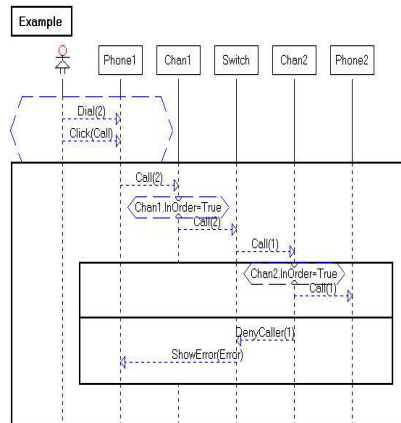 Example
Phone1 Chan1 Switch Chan2 Phone2
Dial(2)
Click(Call)
Call(2)
Chan1.InOrder=True
Call(2)
Call(1)
Chan2.InOrder=True
Call(1)
DenyCaller(1)
ShowError(Error)